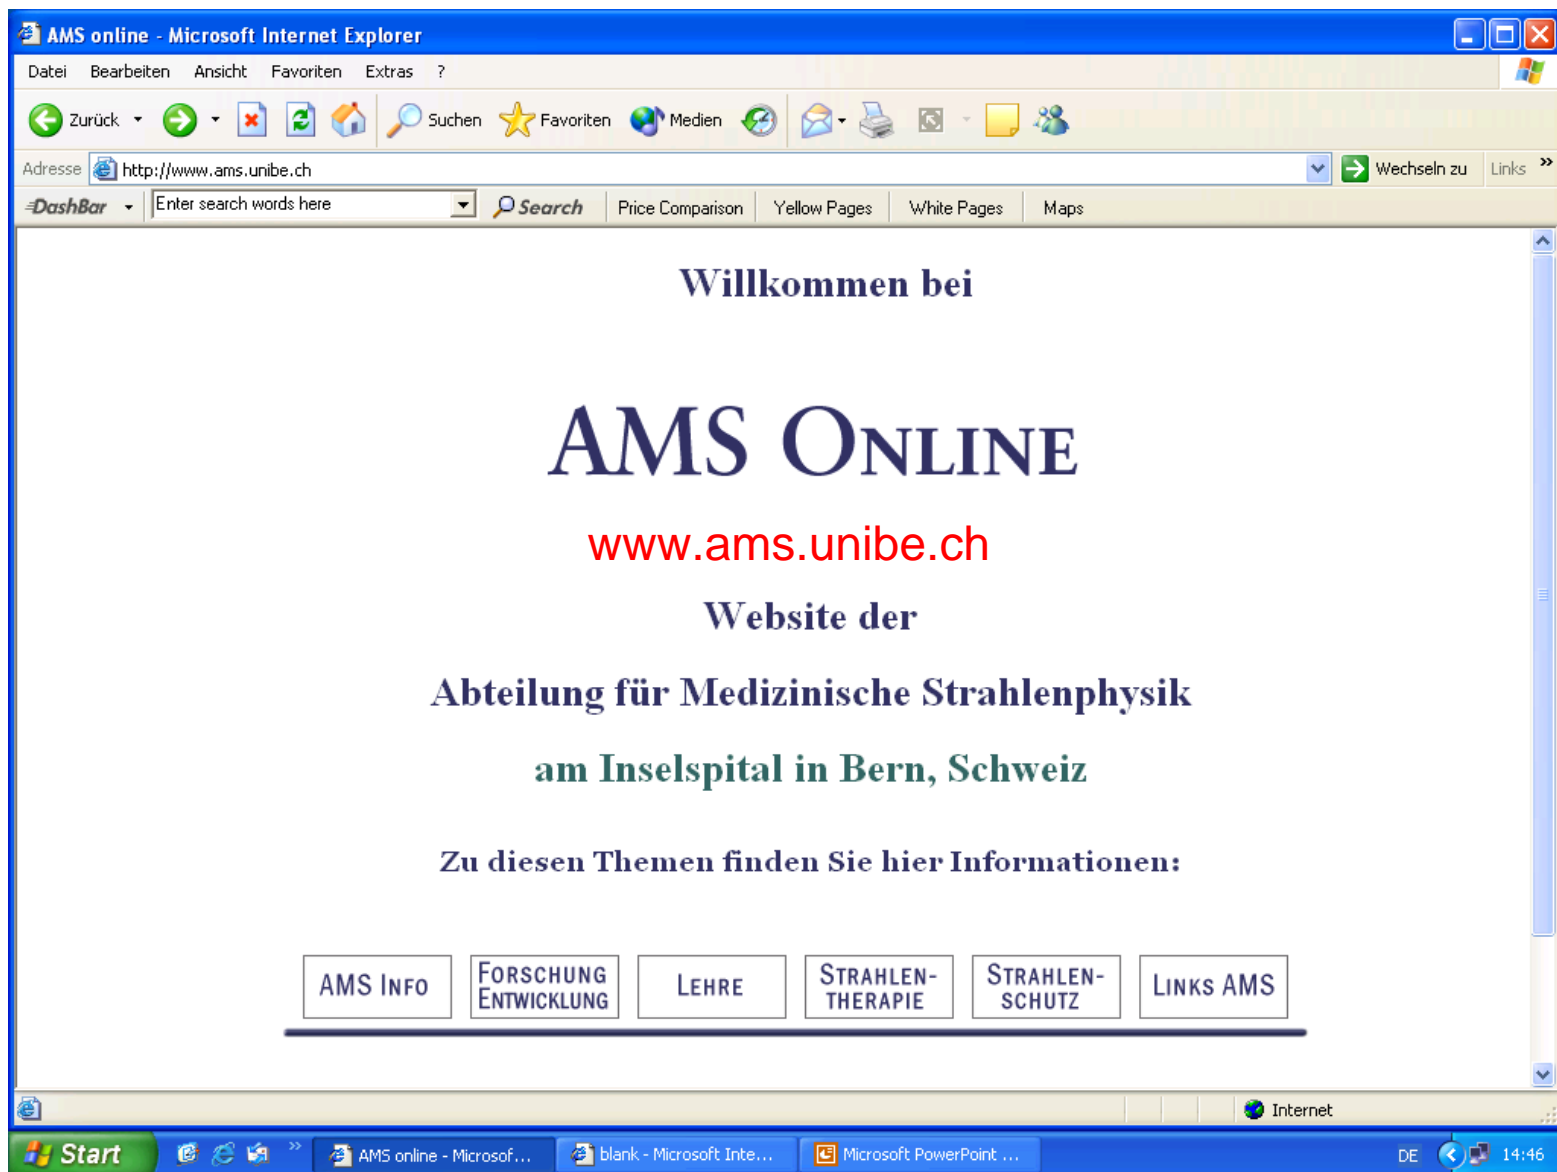 AMS online - Microsoft Internet Explorer
Datei Bearbeiten Ansicht Favoriten Extras ?
Zurück Suchen Favoriten Medien
Adresse http://www.ams.unibe.ch Wechseln zu Links »
DashBar Enter search words here Search Price Comparison Yellow Pages White Pages Maps
Willkommen bei
AMS ONLINE
www.ams.unibe.ch
Website der
Abteilung für Medizinische Strahlenphysik
am Inselspital in Bern, Schweiz
Zu diesen Themen finden Sie hier Informationen:
AMS INFO
FORSCHUNG
ENTWICKLUNG
LEHRE
STRAHLEN-
THERAPIE
STRAHLEN-
SCHUTZ
LINKS AMS
Internet
Start » AMS online - Microsof... blank - Microsoft Inte... Microsoft PowerPoint ... DE 14:46